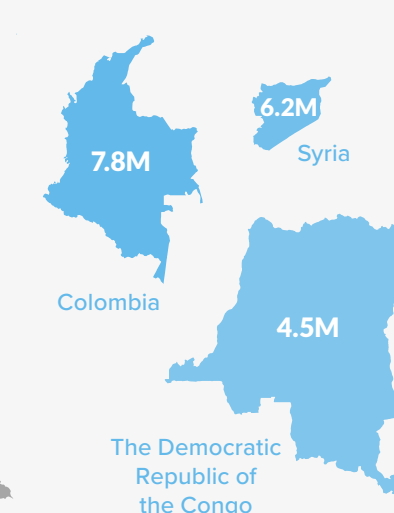 7.8M
Colombia
6.2M
Syria
4.5M
The Democratic
Republic of
the Congo